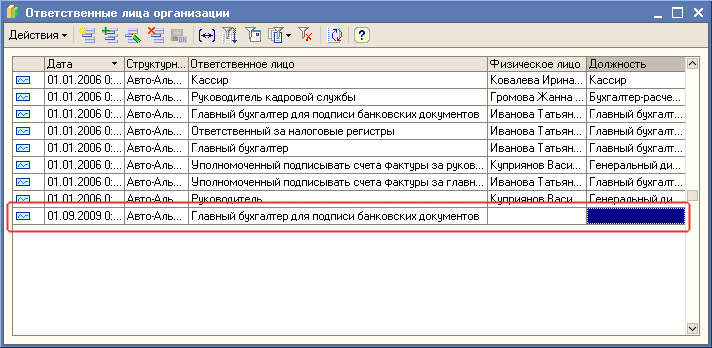 Ответственные лица организации
Действия
Дата Структурн... Ответственное лицо Физическое лицо Должность
01.01.2006 0:... Авто-Аль... Кассир Ковалева Ирина... Кассир
01.01.2006 0:... Авто-Аль... Руководитель кадровой службы Громова Жанна ... Бухгалтер-расче...
01.01.2006 0:... Авто-Аль... Главный бухгалтер для подписи банковских документов Иванова Татьян... Главный бухгалт...
01.01.2006 0:... Авто-Аль... Ответственный за налоговые регистры Иванова Татьян... Главный бухгалт...
01.01.2006 0:... Авто-Аль... Главный бухгалтер Иванова Татьян... Главный бухгалт...
01.01.2006 0:... Авто-Аль... Уполномоченный подписывать счета фактуры за руков... Куприянов Васи... Генеральный ди...
01.01.2006 0:... Авто-Аль... Уполномоченный подписывать счета фактуры за главн... Иванова Татьян... Главный бухгалт...
01.01.2006 0:... Авто-Аль... Руководитель Куприянов Васи... Генеральный ди...
01.09.2009 0:... Авто-Аль... Главный бухгалтер для подписи банковских документов